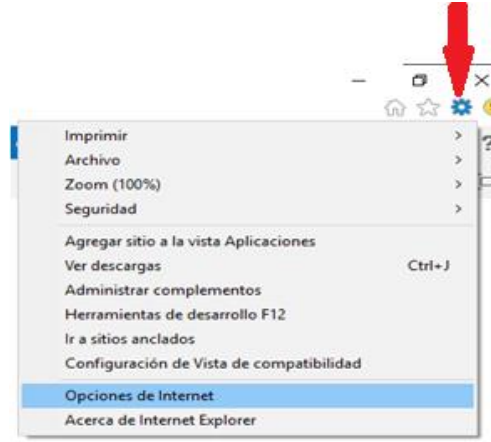 Imprimir
Archivo
Zoom (100%)
Seguridad
Agregar sitio a la vista Aplicaciones
Ver descargas Ctrl+J
Administrar complementos
Herramientas de desarrollo F12
Ir a sitios anclados
Configuración de Vista de compatibilidad
Opciones de Internet
Acerca de Internet Explorer